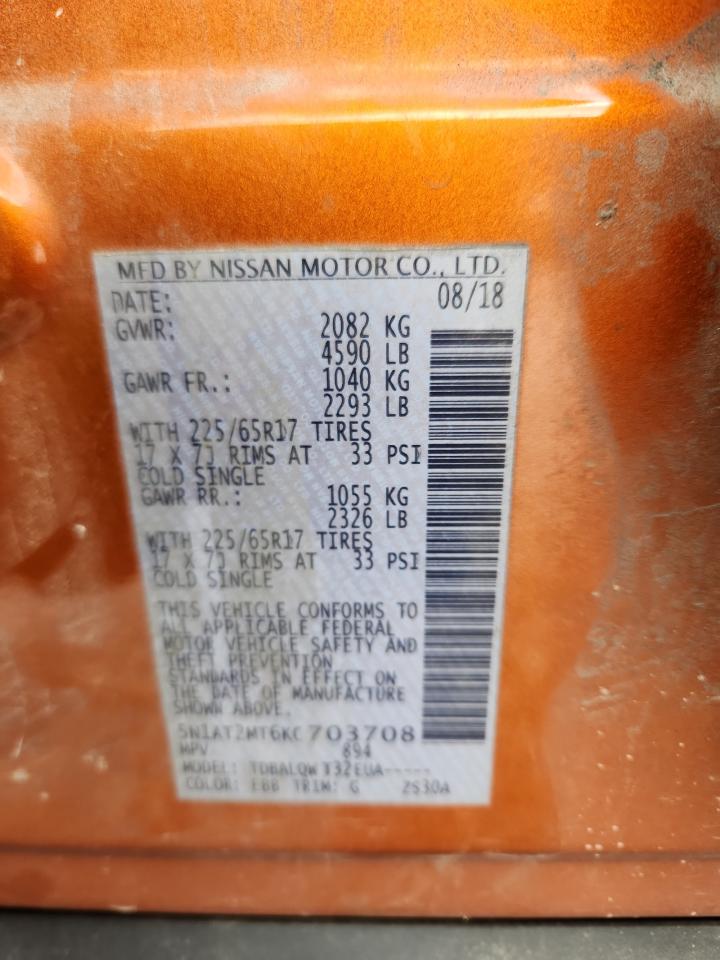 MFD BY NISSAN MOTOR CO., LTD.
DATE: 08/18
GVWR: 2082 KG
4590 LB
GAWR FR.: 1040 KG
2293 LB
WITH 225/65R17 TIRES
17 X 7J RIMS AT 33 PSI
COLD SINGLE
GAWR RR.: 1055 KG
2326 LB
WITH 225/65R17 TIRES
17 X 7J RIMS AT 33 PSI
COLD SINGLE
THIS VEHICLE CONFORMS TO
ALL APPLICABLE FEDERAL
MOTOR VEHICLE SAFETY AND
THEFT PREVENTION
STANDARDS IN EFFECT ON
THE DATE OF MANUFACTURE
SHOWN ABOVE.
5N1AT2MT6KC703708
MPV 894
MODEL:
COLOR: EBB TRIM: G